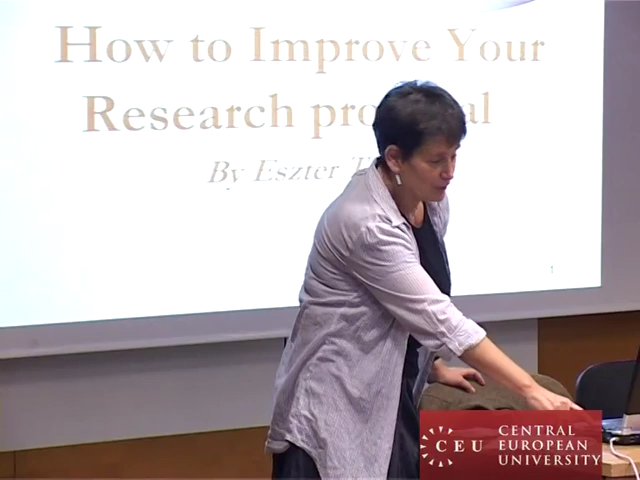 How to Improve Your
Research
By Eszter
1
CEU
CENTRAL
EUROPEAN
UNIVERSITY